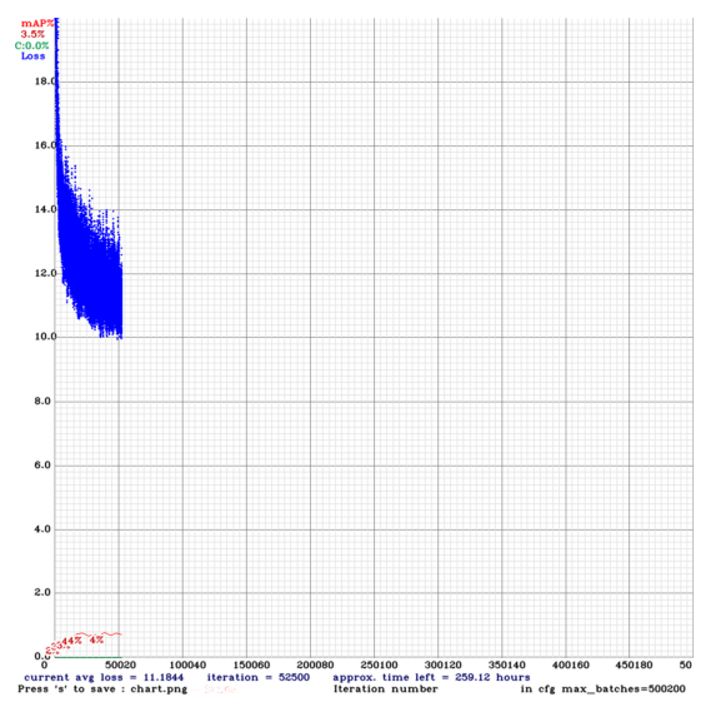 mAP%
3.5%
C:0.0%
Loss
18.0
16.0
14.0
12.0
10.0
8.0
6.0
4.0
2.0
0.0
4% 4%
0 50020 100040 150060 200080 250100 300120 350140 400160 450180 50
current avg loss = 11.1844 iteration = 52500 approx. time left = 259.12 hours
Press 's' to save : chart.png Iteration number in cfg max_batches=500200